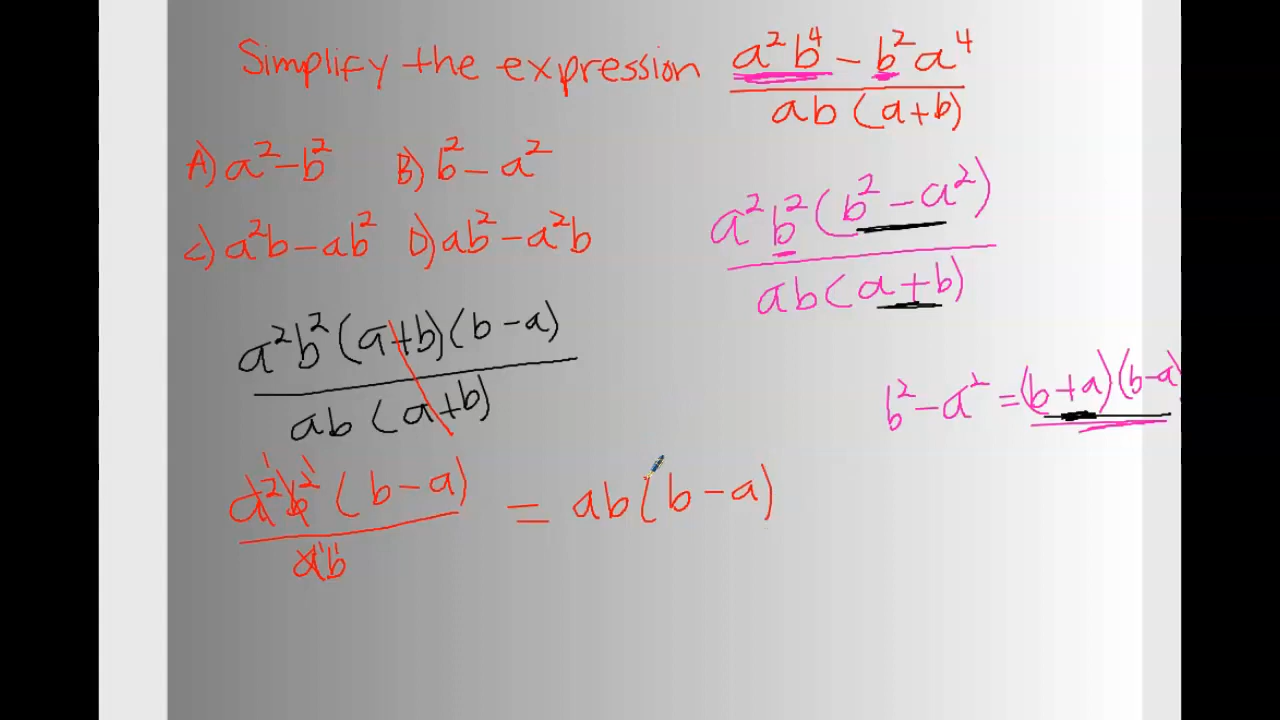 Simplify the expression a²b⁴ - b²a⁴
ab(a+b)
A) a² - b² B) b² - a²
C) a²b - ab² D) ab² - a²b
a²b²(b² - a²)
ab(a+b)
a²b²(a+b)(b-a)
ab(a+b)
b² - a² = (b+a)(b-a)
a²b²(b-a) = ab(b-a)
ab